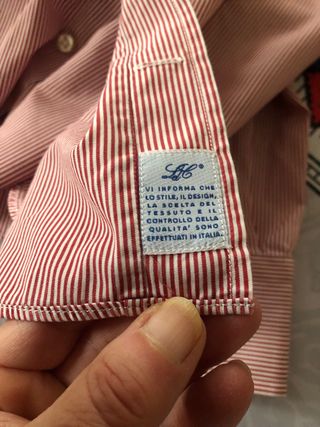 VI INFORMA CHE
LO STILE, IL DESIGN,
LA SCELTA DEL
TESSUTO E IL
CONTROLLO DELLA
QUALITA' SONO
EFFETTUATI IN ITALIA.